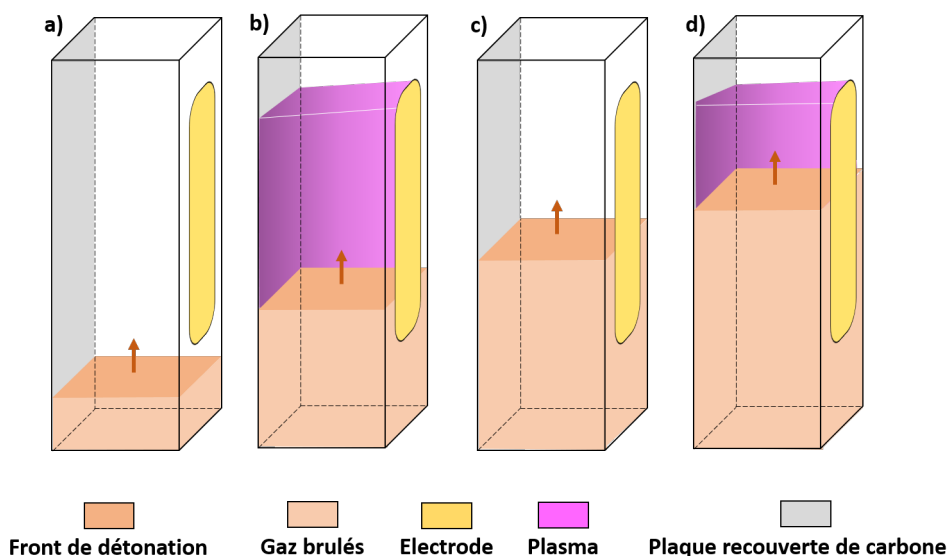 a)
b)
c)
d)
Front de détonation
Gaz brulés
Electrode
Plasma
Plaque recouverte de carbone